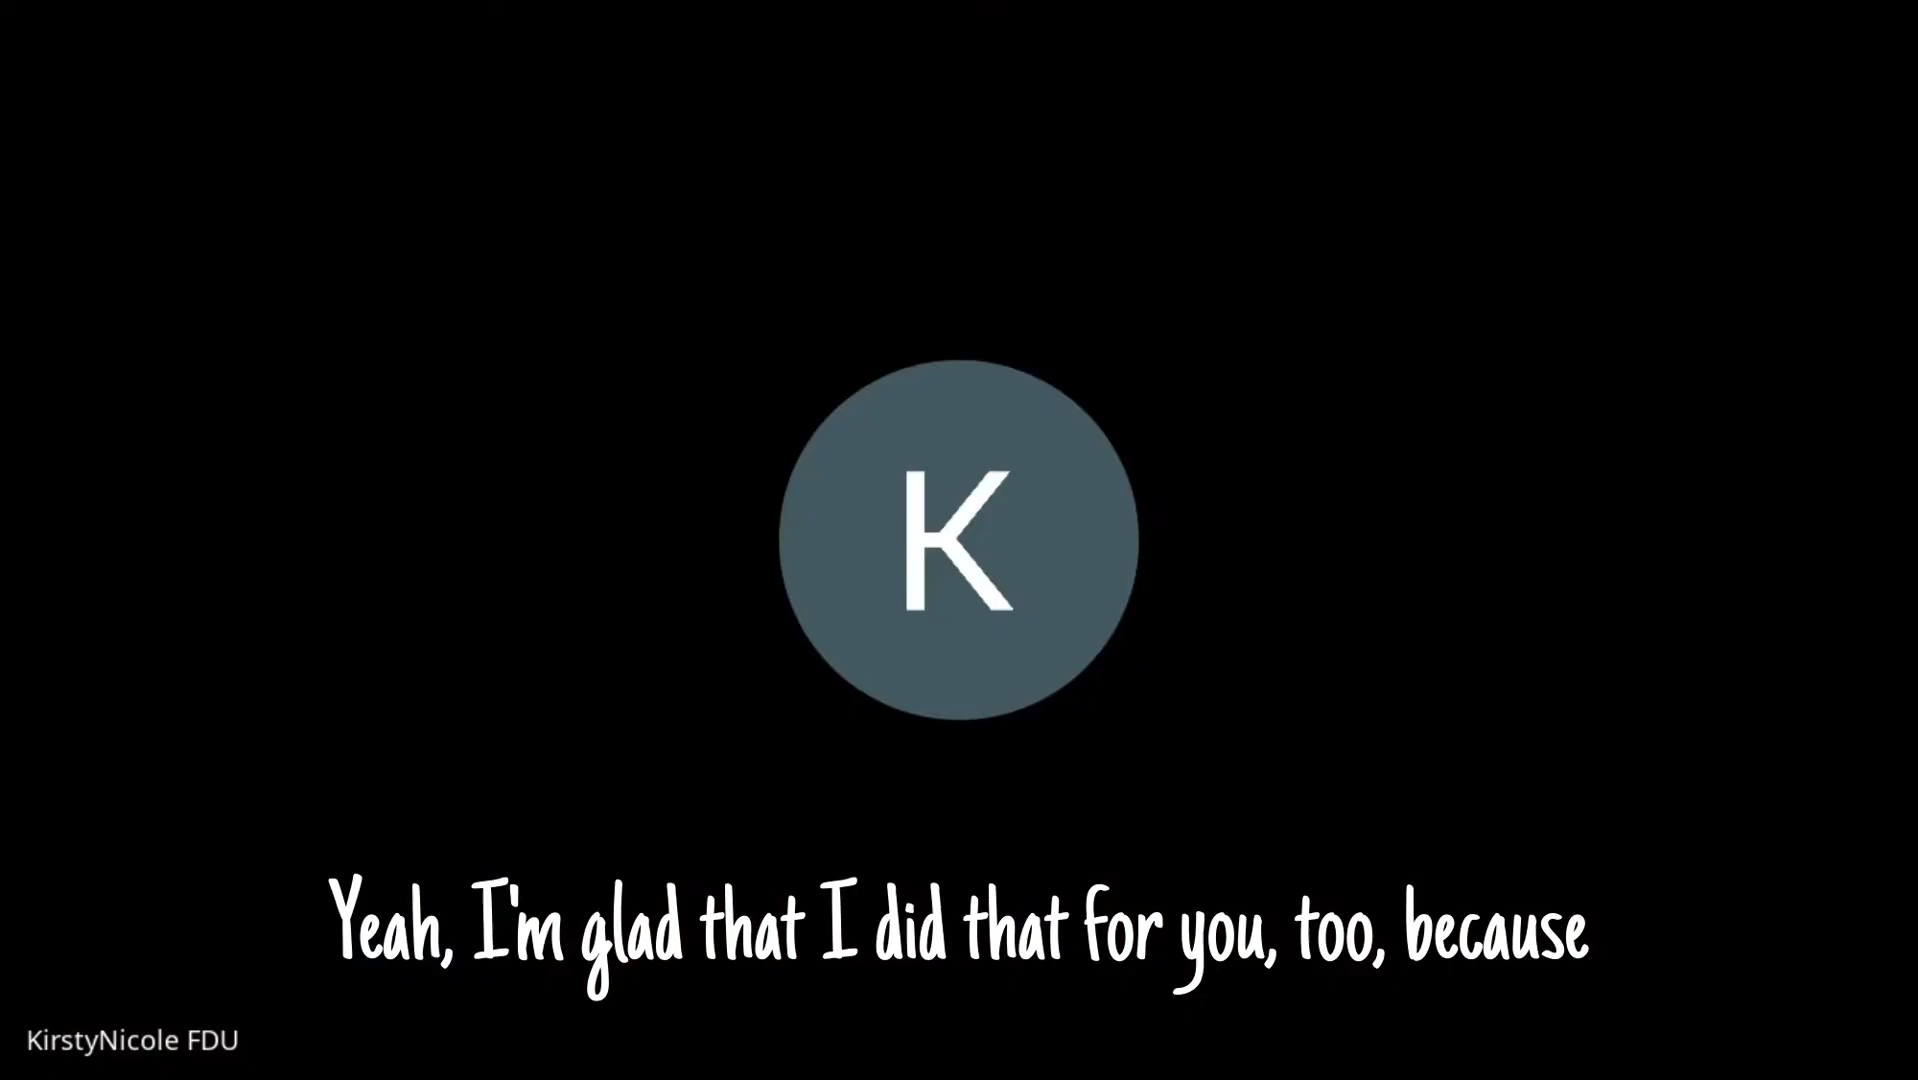 K
Yeah, I'm glad that I did that for you, too, because
KirstyNicole FDU